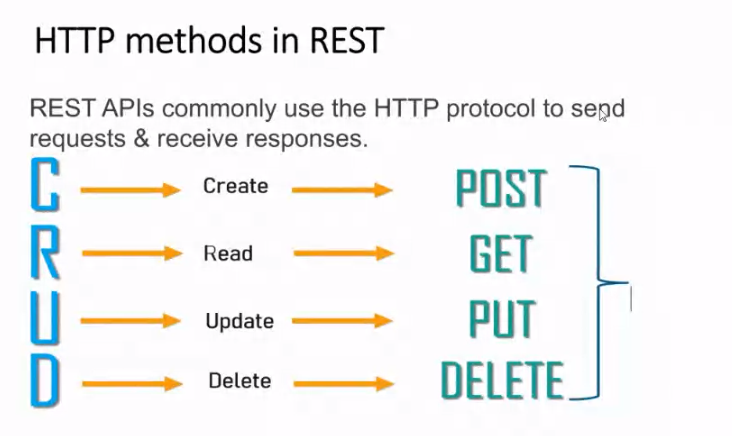 HTTP methods in REST
REST APIs commonly use the HTTP protocol to send
requests & receive responses.
C Create POST
R Read GET
U Update PUT
D Delete DELETE